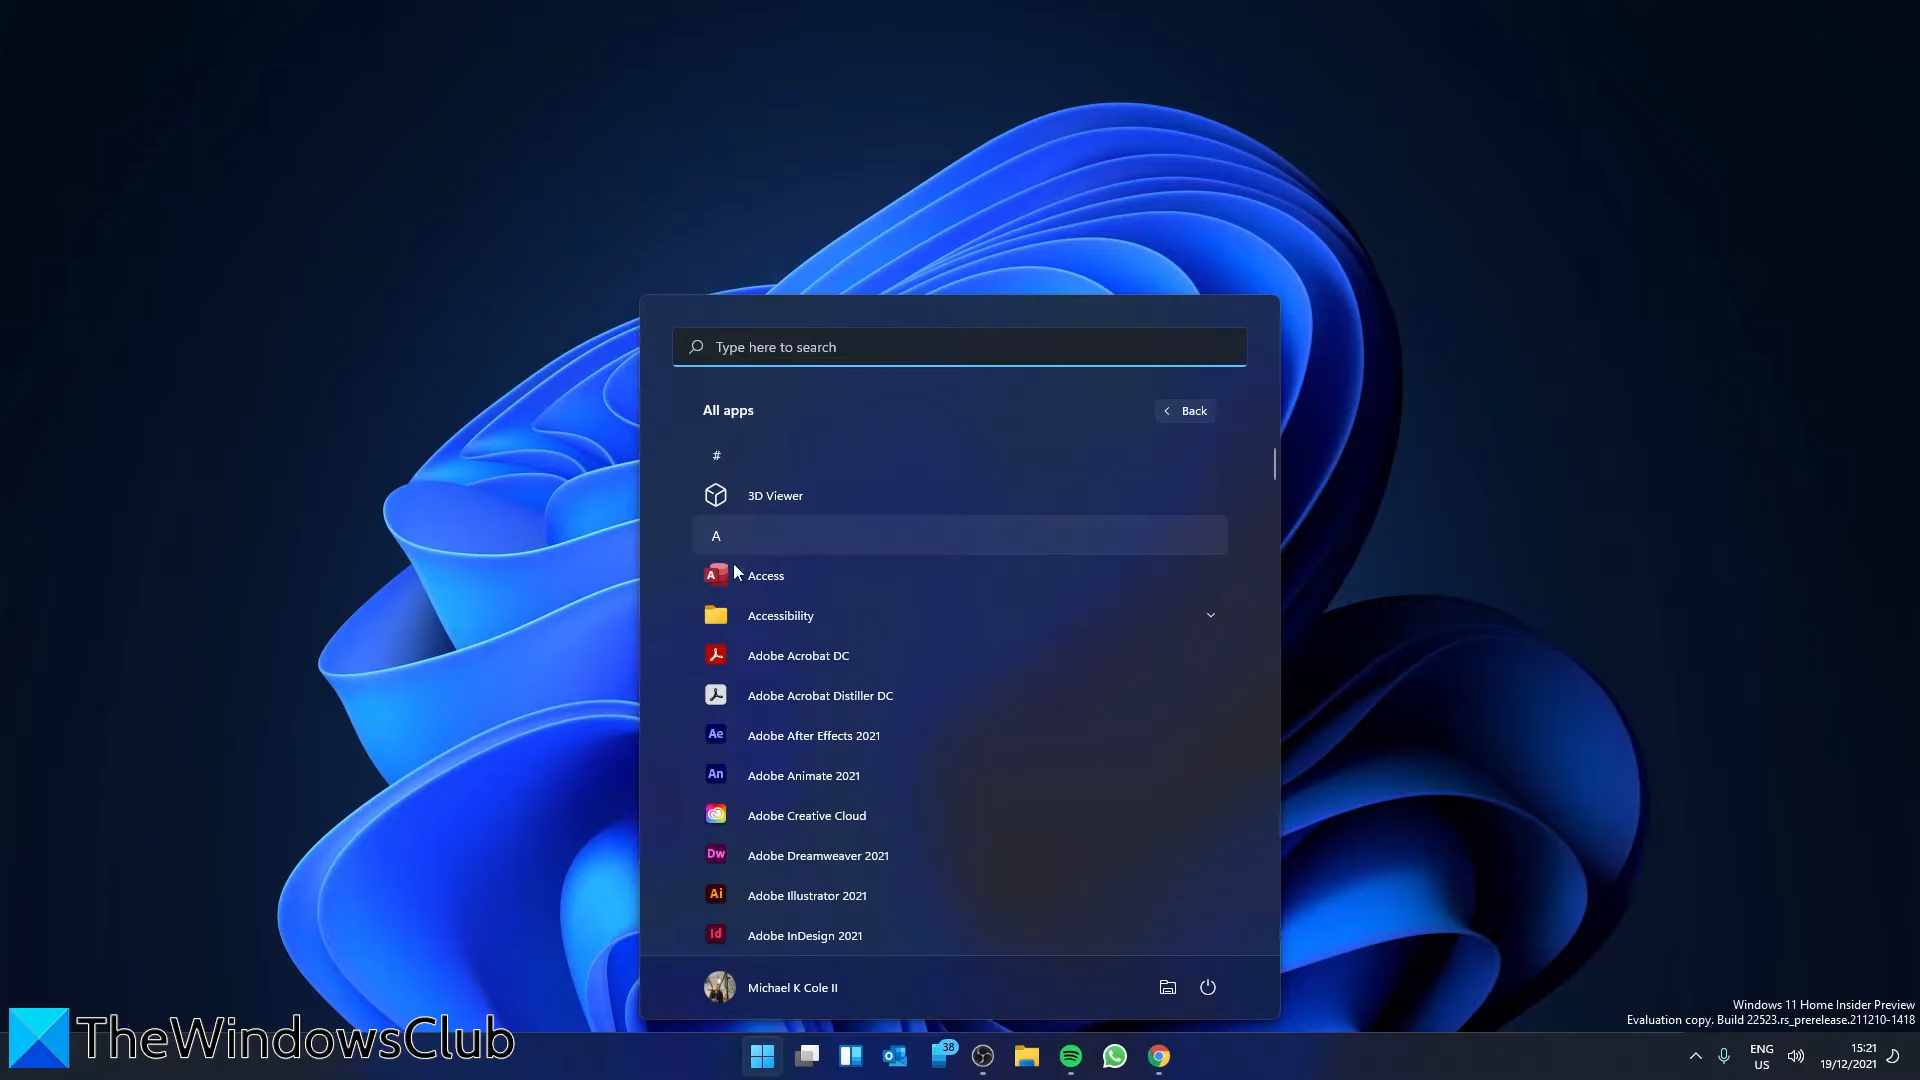 Type here to search
All apps
Back
#
3D Viewer
A
A Access
Accessibility
Adobe Acrobat DC
Adobe Acrobat Distiller DC
Ae Adobe After Effects 2021
An Adobe Animate 2021
Adobe Creative Cloud
Dw Adobe Dreamweaver 2021
Ai Adobe Illustrator 2021
Id Adobe InDesign 2021
Michael K Cole II
Windows 11 Home Insider Preview
Evaluation copy. Build 22523.rs_prerelease.211210-1418
TheWindowsClub
38
ENG
US
15:21
19/12/2021